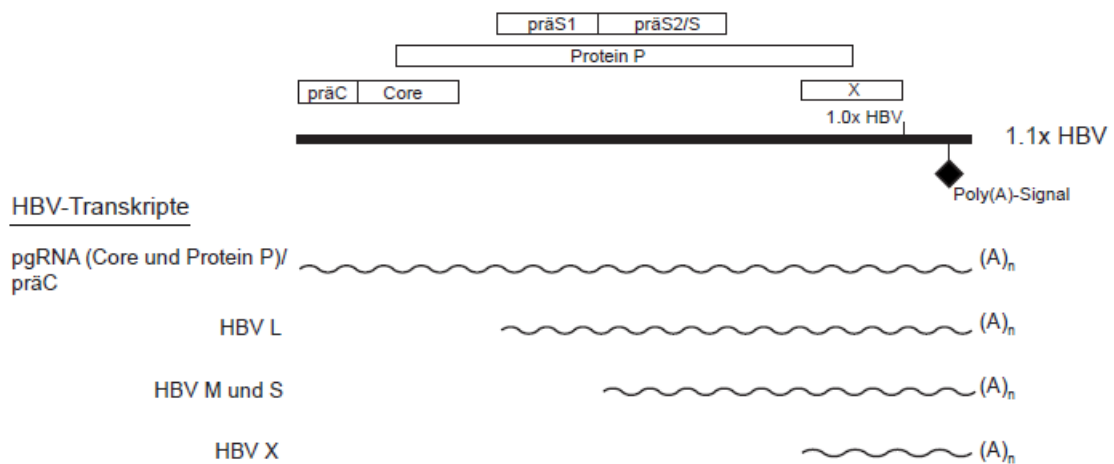 präS1 präS2/S
Protein P
präC Core X
1.0x HBV
1.1x HBV
Poly(A)-Signal
HBV-Transkripte
pgRNA (Core und Protein P)/
präC
(A)n
HBV L (A)n
HBV M und S (A)n
HBV X (A)n